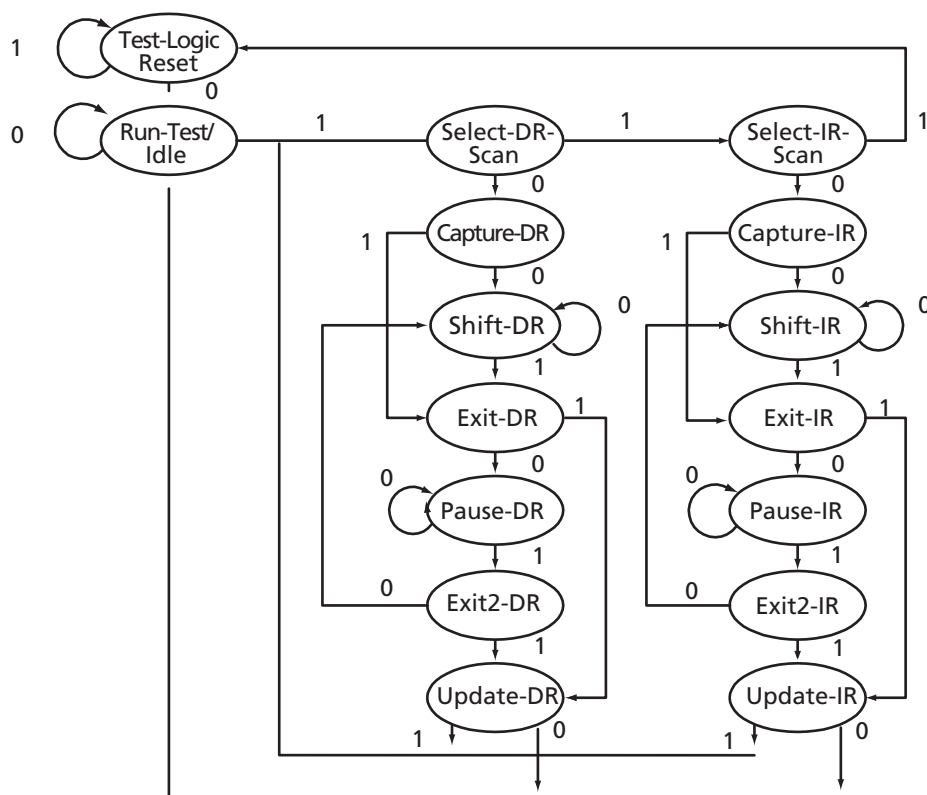 1
Test-Logic
Reset
0
0
Run-Test/
Idle
1
Select-DR-
Scan
1
Select-IR-
Scan
1
0
0
1
Capture-DR
1
Capture-IR
0
0
Shift-DR
0
Shift-IR
0
1
1
Exit-DR
1
Exit-IR
1
0
0
0
Pause-DR
0
Pause-IR
1
1
0
Exit2-DR
0
Exit2-IR
1
1
Update-DR
Update-IR
1
0
1
0